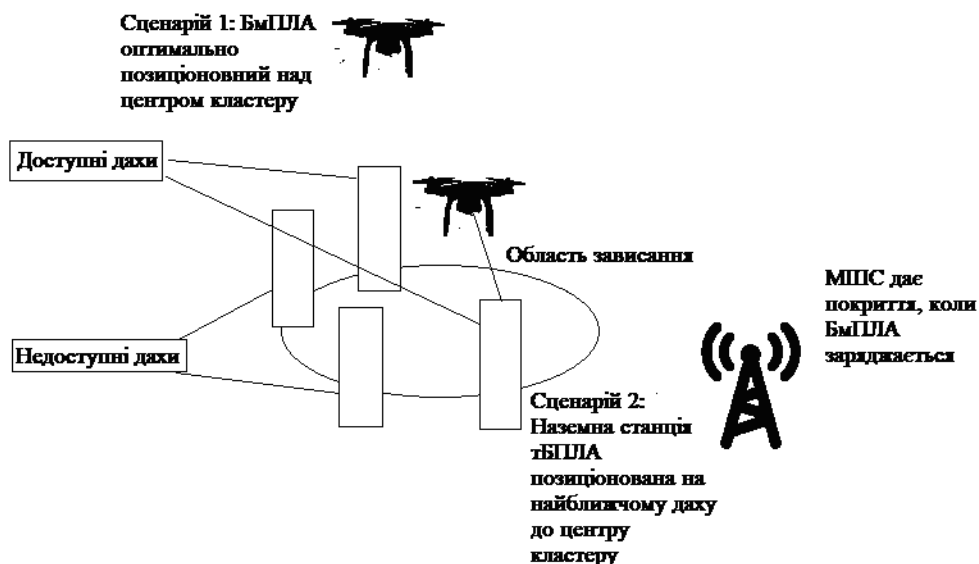 Сценарій 1: БмПЛА
оптимально
позиціоновний над
центром кластеру
Доступні дахи
Область зависання
МПС дає
покриття, коли
БмПЛА
заряджається
Недоступні дахи
Сценарій 2:
Наземна станція
тБПЛА
позиціонована на
найближчому даху
до центру
кластеру